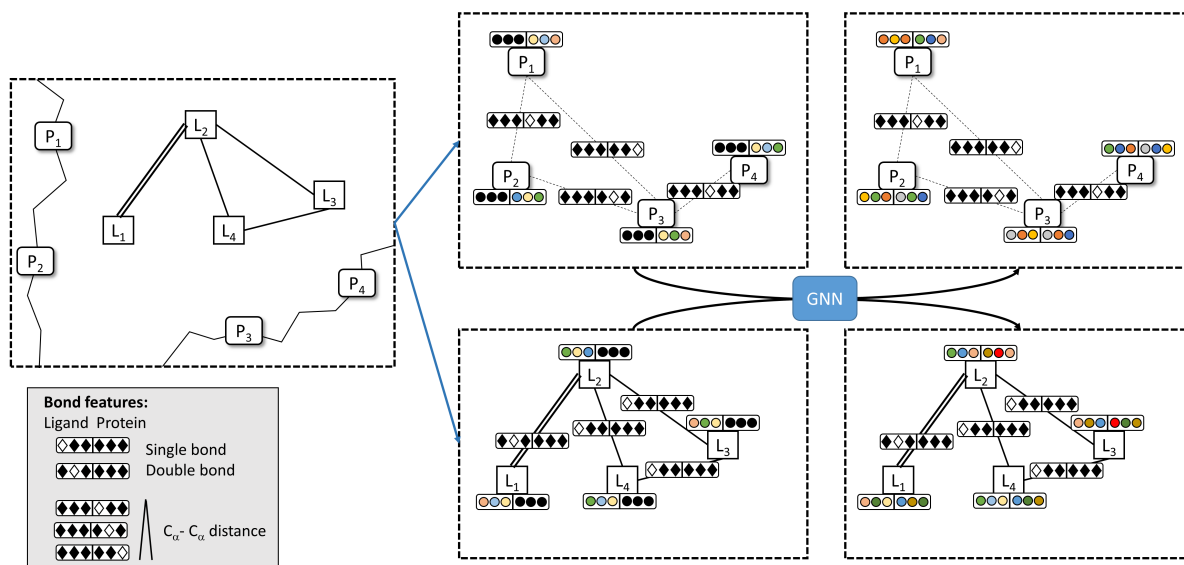 P1
L2
L3
L1
L4
P2
P4
P3
Bond features:
Ligand Protein
Single bond
Double bond
Cα- Cα distance
P1
P2
P4
P3
L2
L3
L1
L4
GNN
P1
P4
P2
P3
L2
L3
L1
L4